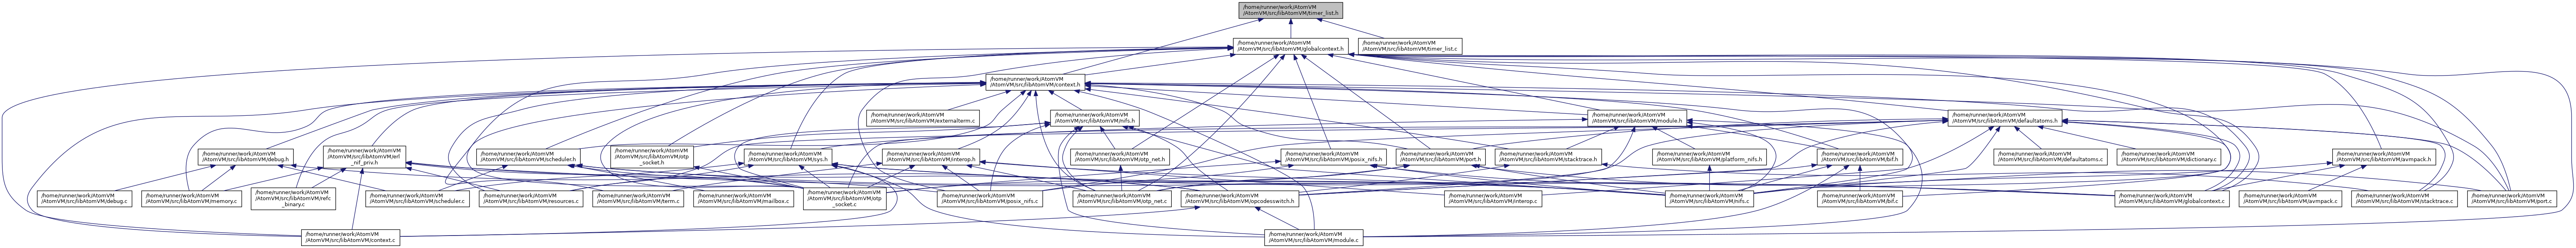 /home/runner/work/AtomVM
/AtomVM/src/libAtomVM/timer_list.h
/home/runner/work/AtomVM
/AtomVM/src/libAtomVM/globalcontext.h
/home/runner/work/AtomVM
/AtomVM/src/libAtomVM/timer_list.c
/home/runner/work/AtomVM
/AtomVM/src/libAtomVM/context.h
/home/runner/work/AtomVM
/AtomVM/src/libAtomVM/externalterm.c
/home/runner/work/AtomVM
/AtomVM/src/libAtomVM/nifs.h
/home/runner/work/AtomVM
/AtomVM/src/libAtomVM/module.h
/home/runner/work/AtomVM
/AtomVM/src/libAtomVM/defaultatoms.h
/home/runner/work/AtomVM
/AtomVM/src/libAtomVM/debug.h
/home/runner/work/AtomVM
/AtomVM/src/libAtomVM/erl
_nif_priv.h
/home/runner/work/AtomVM
/AtomVM/src/libAtomVM/scheduler.h
/home/runner/work/AtomVM
/AtomVM/src/libAtomVM/otp
_socket.h
/home/runner/work/AtomVM
/AtomVM/src/libAtomVM/sys.h
/home/runner/work/AtomVM
/AtomVM/src/libAtomVM/interop.h
/home/runner/work/AtomVM
/AtomVM/src/libAtomVM/otp_net.h
/home/runner/work/AtomVM
/AtomVM/src/libAtomVM/posix_nifs.h
/home/runner/work/AtomVM
/AtomVM/src/libAtomVM/port.h
/home/runner/work/AtomVM
/AtomVM/src/libAtomVM/stacktrace.h
/home/runner/work/AtomVM
/AtomVM/src/libAtomVM/platform_nifs.h
/home/runner/work/AtomVM
/AtomVM/src/libAtomVM/bif.h
/home/runner/work/AtomVM
/AtomVM/src/libAtomVM/defaultatoms.c
/home/runner/work/AtomVM
/AtomVM/src/libAtomVM/dictionary.c
/home/runner/work/AtomVM
/AtomVM/src/libAtomVM/avmpack.h
/home/runner/work/AtomVM
/AtomVM/src/libAtomVM/debug.c
/home/runner/work/AtomVM
/AtomVM/src/libAtomVM/memory.c
/home/runner/work/AtomVM
/AtomVM/src/libAtomVM/refc
_binary.c
/home/runner/work/AtomVM
/AtomVM/src/libAtomVM/scheduler.c
/home/runner/work/AtomVM
/AtomVM/src/libAtomVM/resources.c
/home/runner/work/AtomVM
/AtomVM/src/libAtomVM/term.c
/home/runner/work/AtomVM
/AtomVM/src/libAtomVM/mailbox.c
/home/runner/work/AtomVM
/AtomVM/src/libAtomVM/otp
_socket.c
/home/runner/work/AtomVM
/AtomVM/src/libAtomVM/posix_nifs.c
/home/runner/work/AtomVM
/AtomVM/src/libAtomVM/otp_net.c
/home/runner/work/AtomVM
/AtomVM/src/libAtomVM/opcodesswitch.h
/home/runner/work/AtomVM
/AtomVM/src/libAtomVM/interop.c
/home/runner/work/AtomVM
/AtomVM/src/libAtomVM/nifs.c
/home/runner/work/AtomVM
/AtomVM/src/libAtomVM/bif.c
/home/runner/work/AtomVM
/AtomVM/src/libAtomVM/globalcontext.c
/home/runner/work/AtomVM
/AtomVM/src/libAtomVM/avmpack.c
/home/runner/work/AtomVM
/AtomVM/src/libAtomVM/stacktrace.c
/home/runner/work/AtomVM
/AtomVM/src/libAtomVM/port.c
/home/runner/work/AtomVM
/AtomVM/src/libAtomVM/context.c
/home/runner/work/AtomVM
/AtomVM/src/libAtomVM/module.c